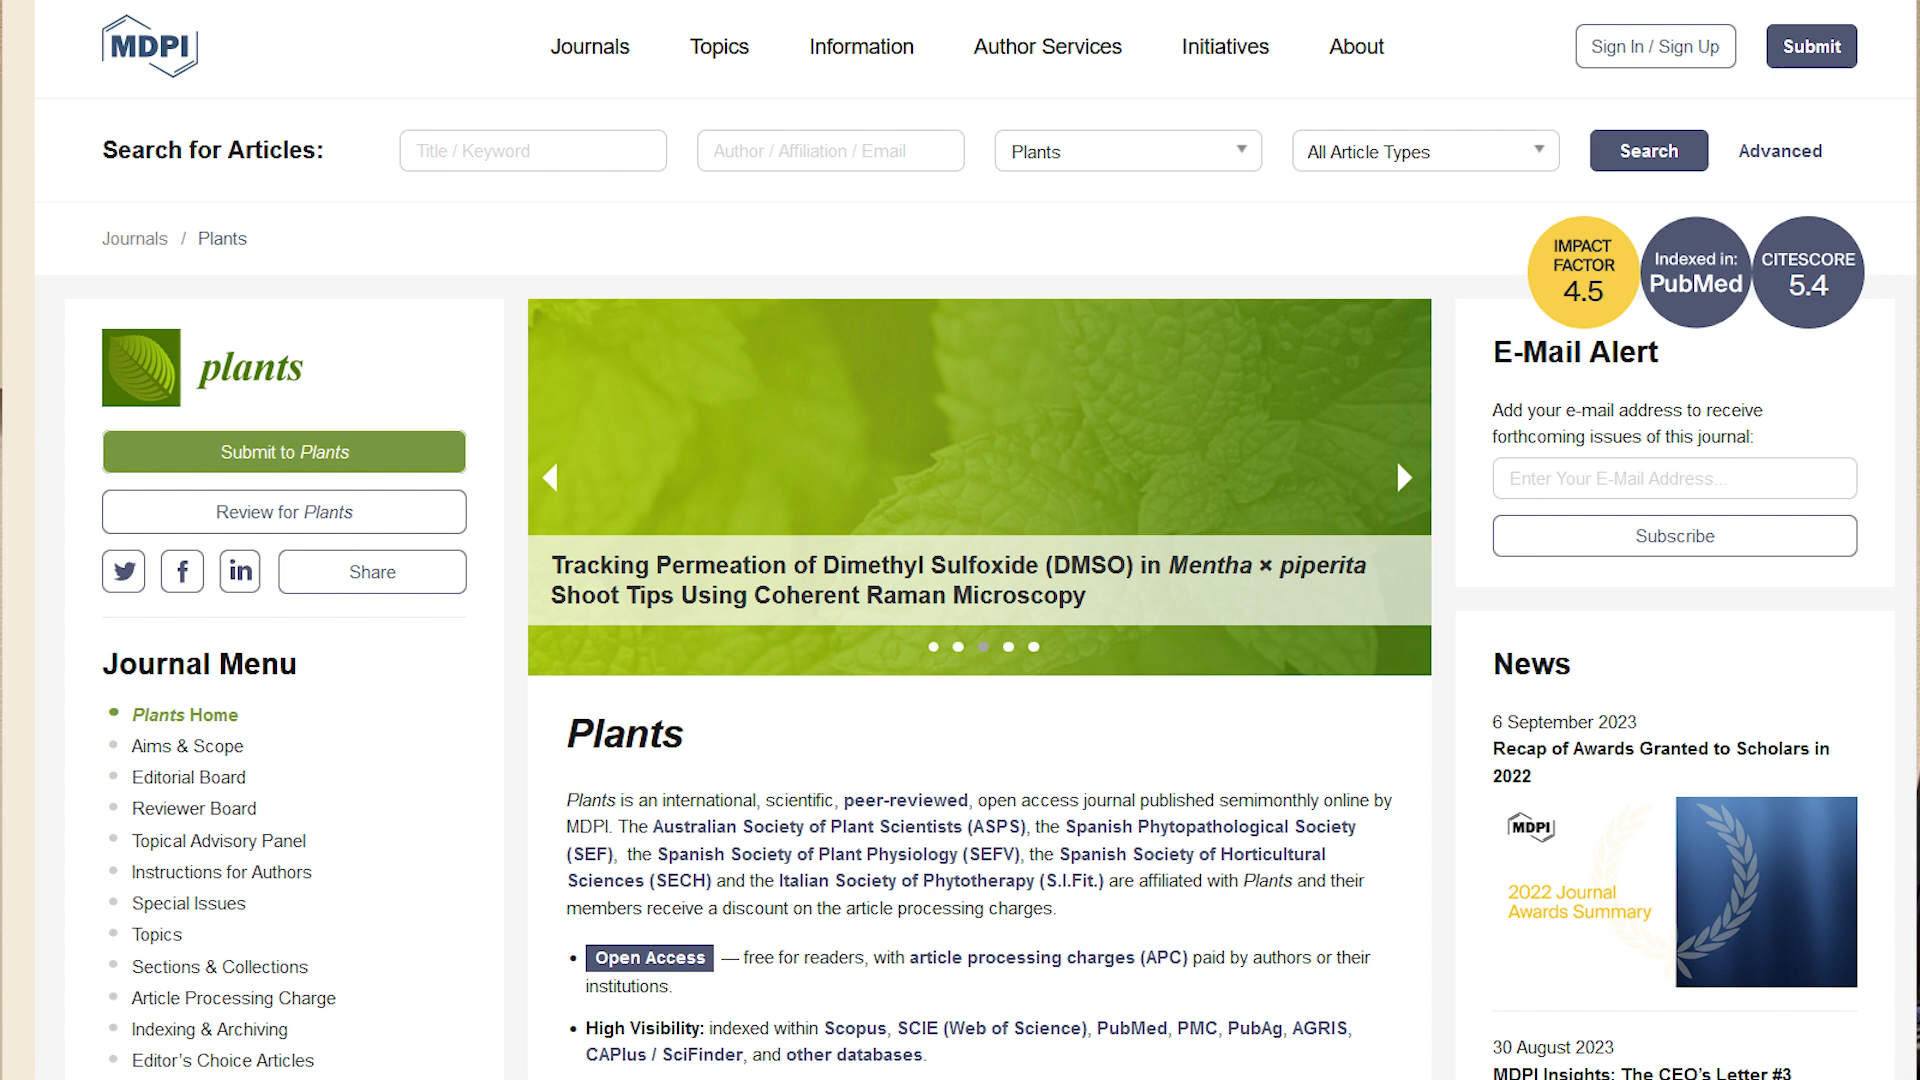 MDPI
Journals Topics Information Author Services Initiatives About
Sign In / Sign Up
Submit
Search for Articles:
Title / Keyword
Author / Affiliation / Email
Plants
All Article Types
Search
Advanced
Journals / Plants
IMPACT
FACTOR
4.5
Indexed in:
PubMed
CITESCORE
5.4
plants
Submit to Plants
Review for Plants
Share
Journal Menu
Plants Home
Aims & Scope
Editorial Board
Reviewer Board
Topical Advisory Panel
Instructions for Authors
Special Issues
Topics
Sections & Collections
Article Processing Charge
Indexing & Archiving
Editor's Choice Articles
Tracking Permeation of Dimethyl Sulfoxide (DMSO) in Mentha × piperita
Shoot Tips Using Coherent Raman Microscopy
Plants
Plants is an international, scientific, peer-reviewed, open access journal published semimonthly online by
MDPI. The Australian Society of Plant Scientists (ASPS), the Spanish Phytopathological Society
(SEF), the Spanish Society of Plant Physiology (SEFV), the Spanish Society of Horticultural
Sciences (SECH) and the Italian Society of Phytotherapy (S.I.Fit.) are affiliated with Plants and their
members receive a discount on the article processing charges.
Open Access — free for readers, with article processing charges (APC) paid by authors or their
institutions.
High Visibility: indexed within Scopus, SCIE (Web of Science), PubMed, PMC, PubAg, AGRIS,
CAPlus / SciFinder, and other databases.
E-Mail Alert
Add your e-mail address to receive
forthcoming issues of this journal:
Enter Your E-Mail Address...
Subscribe
News
6 September 2023
Recap of Awards Granted to Scholars in
2022
MDPI
2022 Journal
Awards Summary
30 August 2023
MDPI Insights: The CEO's Letter #3